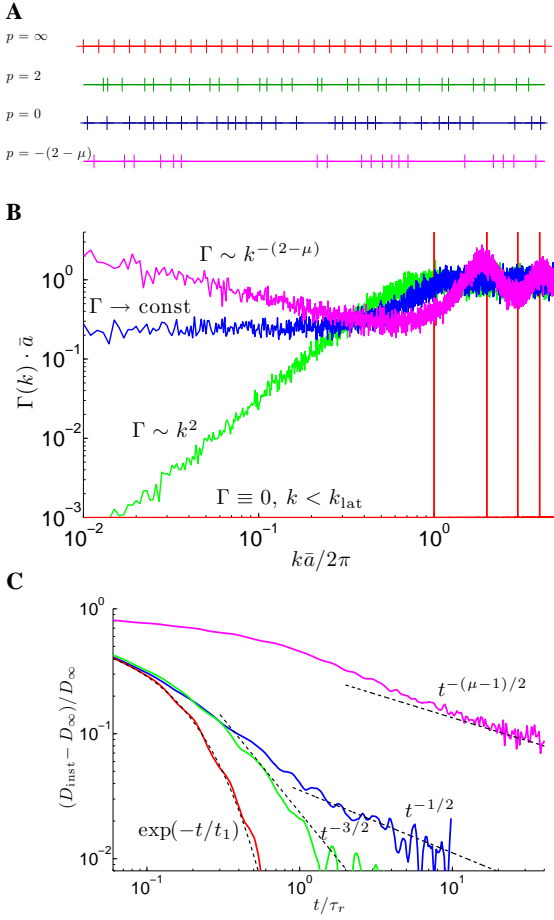 A
p = ∞
p = 2
p = 0
p = −(2 − μ)
B
Γ ∼ k^{−(2−μ)}
Γ → const
Γ ∼ k^2
Γ ≡ 0, k < k_lat
10^0
10^{-1}
10^{-2}
10^{-3}
Γ(k) · ā
10^{-2}
10^{-1}
10^0
kā/2π
C
10^0
10^{-1}
10^{-2}
(D_inst − D_∞)/D_∞
t^{−(μ−1)/2}
t^{−1/2}
t^{−3/2}
exp(−t/t_1)
10^{-1}
10^0
10^1
t/τ_r